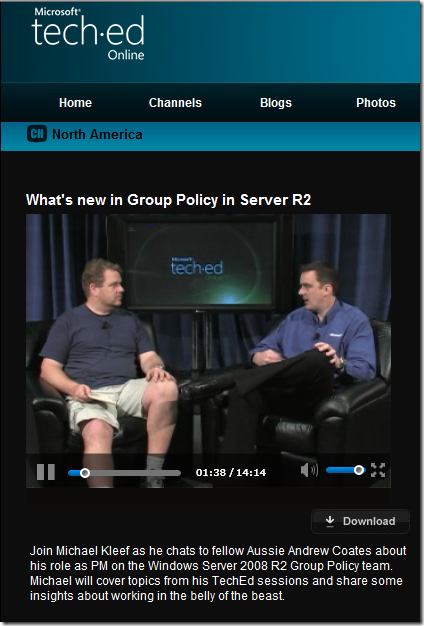 Microsoft®
tech·ed
Online
Home Channels Blogs Photos
CH North America
What's new in Group Policy in Server R2
Microsoft
tech·ed
01:38 / 14:14
Download
Join Michael Kleef as he chats to fellow Aussie Andrew Coates about
his role as PM on the Windows Server 2008 R2 Group Policy team.
Michael will cover topics from his TechEd sessions and share some
insights about working in the belly of the beast.